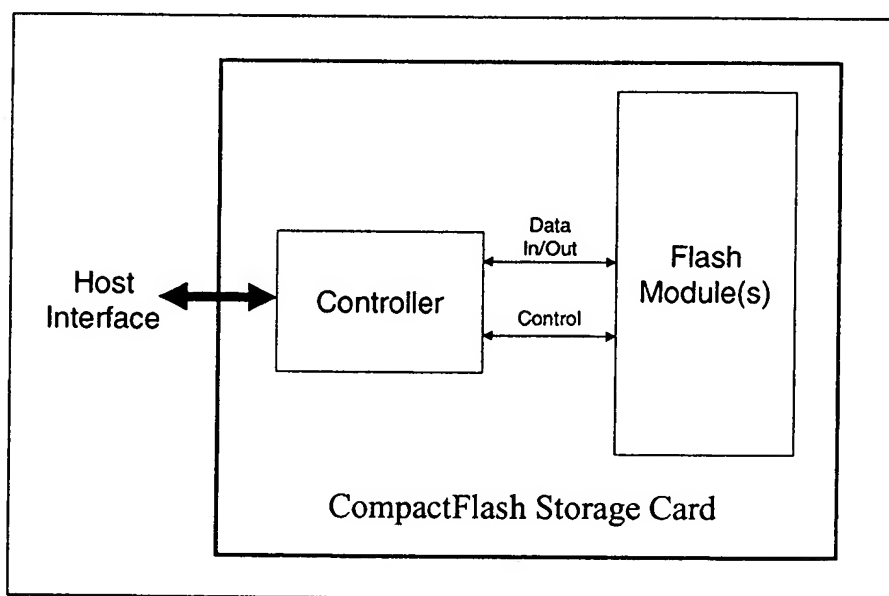 Host
Interface
Controller
Data
In/Out
Control
Flash
Module(s)
CompactFlash Storage Card